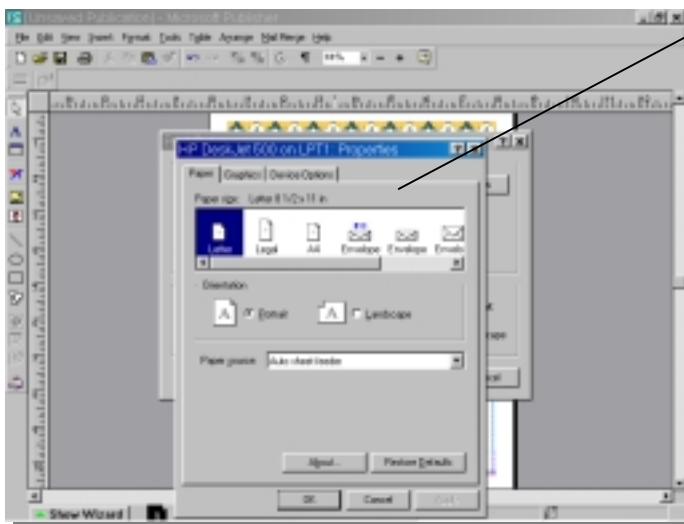 [Unsaved Publication] - Microsoft Publisher
File Edit View Insert Format Tools Table Arrange Mail Merge Help
HP DeskJet 500 on LPT1: Properties
Paper Graphics Device Options
Paper size: Letter 8 1/2 x 11 in
Letter Legal A4 Envelope Envelope Envelo
Orientation
A Portrait A Landscape
Paper source: Auto sheet feeder
About... Restore Defaults
OK Cancel
Show Wizard